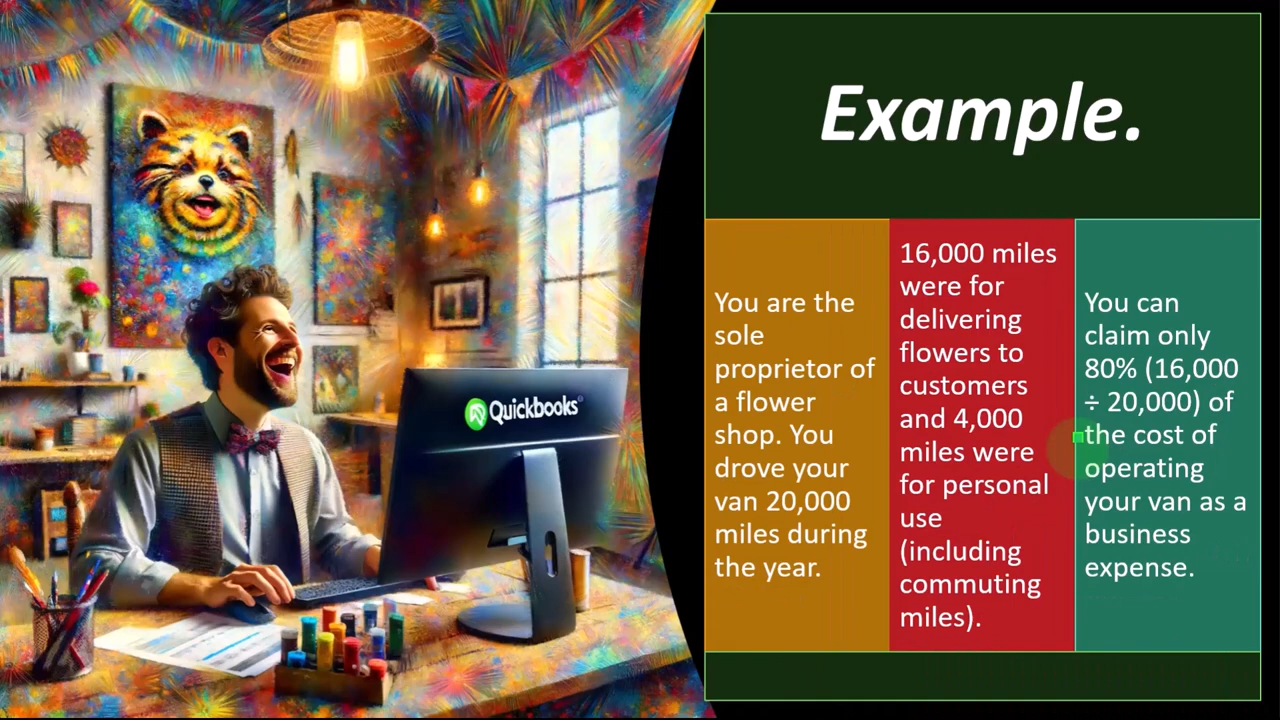 Example.
You are the
sole
proprietor of
a flower
shop. You
drove your
van 20,000
miles during
the year.
16,000 miles
were for
delivering
flowers to
customers
and 4,000
miles were
for personal
use
(including
commuting
miles).
You can
claim only
80% (16,000
÷ 20,000) of
the cost of
operating
your van as a
business
expense.
Quickbooks